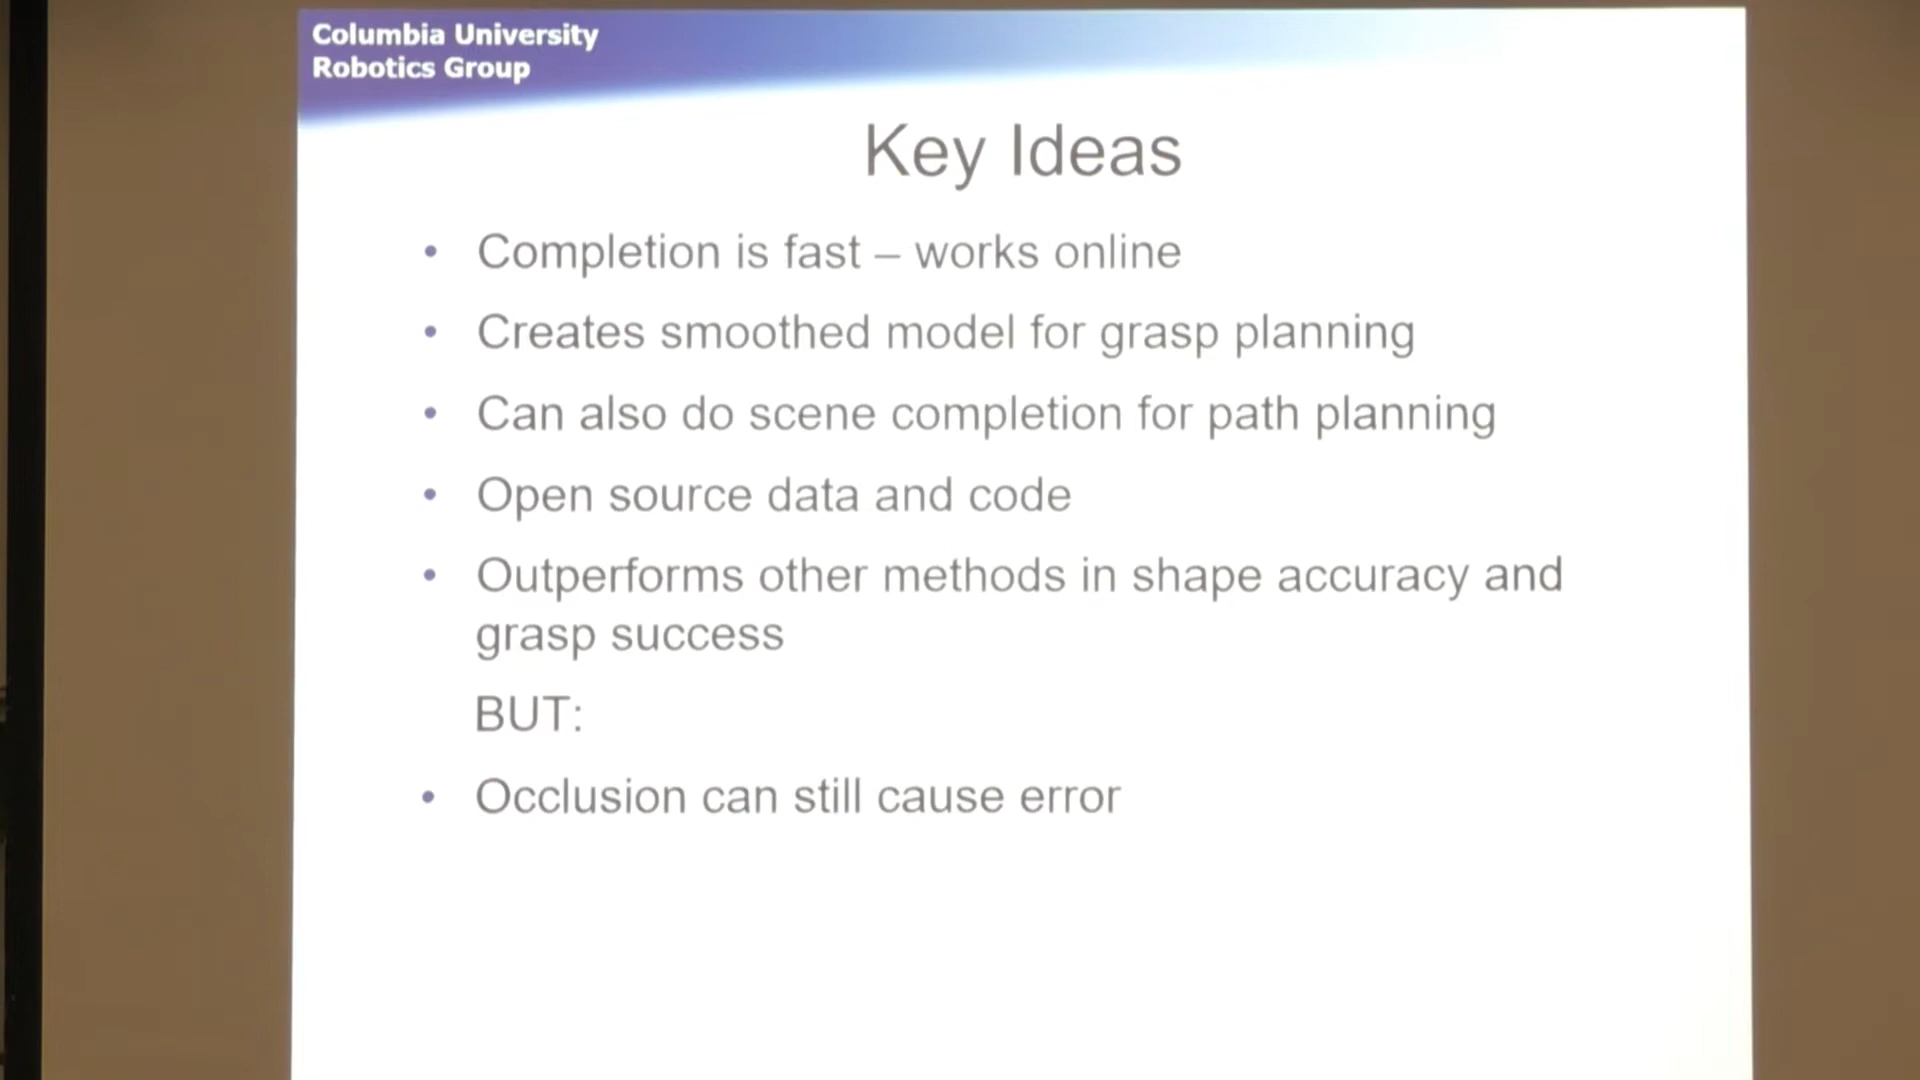 Columbia University
Robotics Group
Key Ideas
• Completion is fast – works online
• Creates smoothed model for grasp planning
• Can also do scene completion for path planning
• Open source data and code
• Outperforms other methods in shape accuracy and
grasp success
BUT:
• Occlusion can still cause error